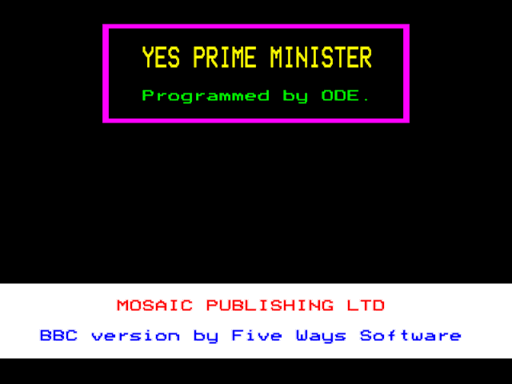 YES PRIME MINISTER
Programmed by ODE.
MOSAIC PUBLISHING LTD
BBC version by Five Ways Software